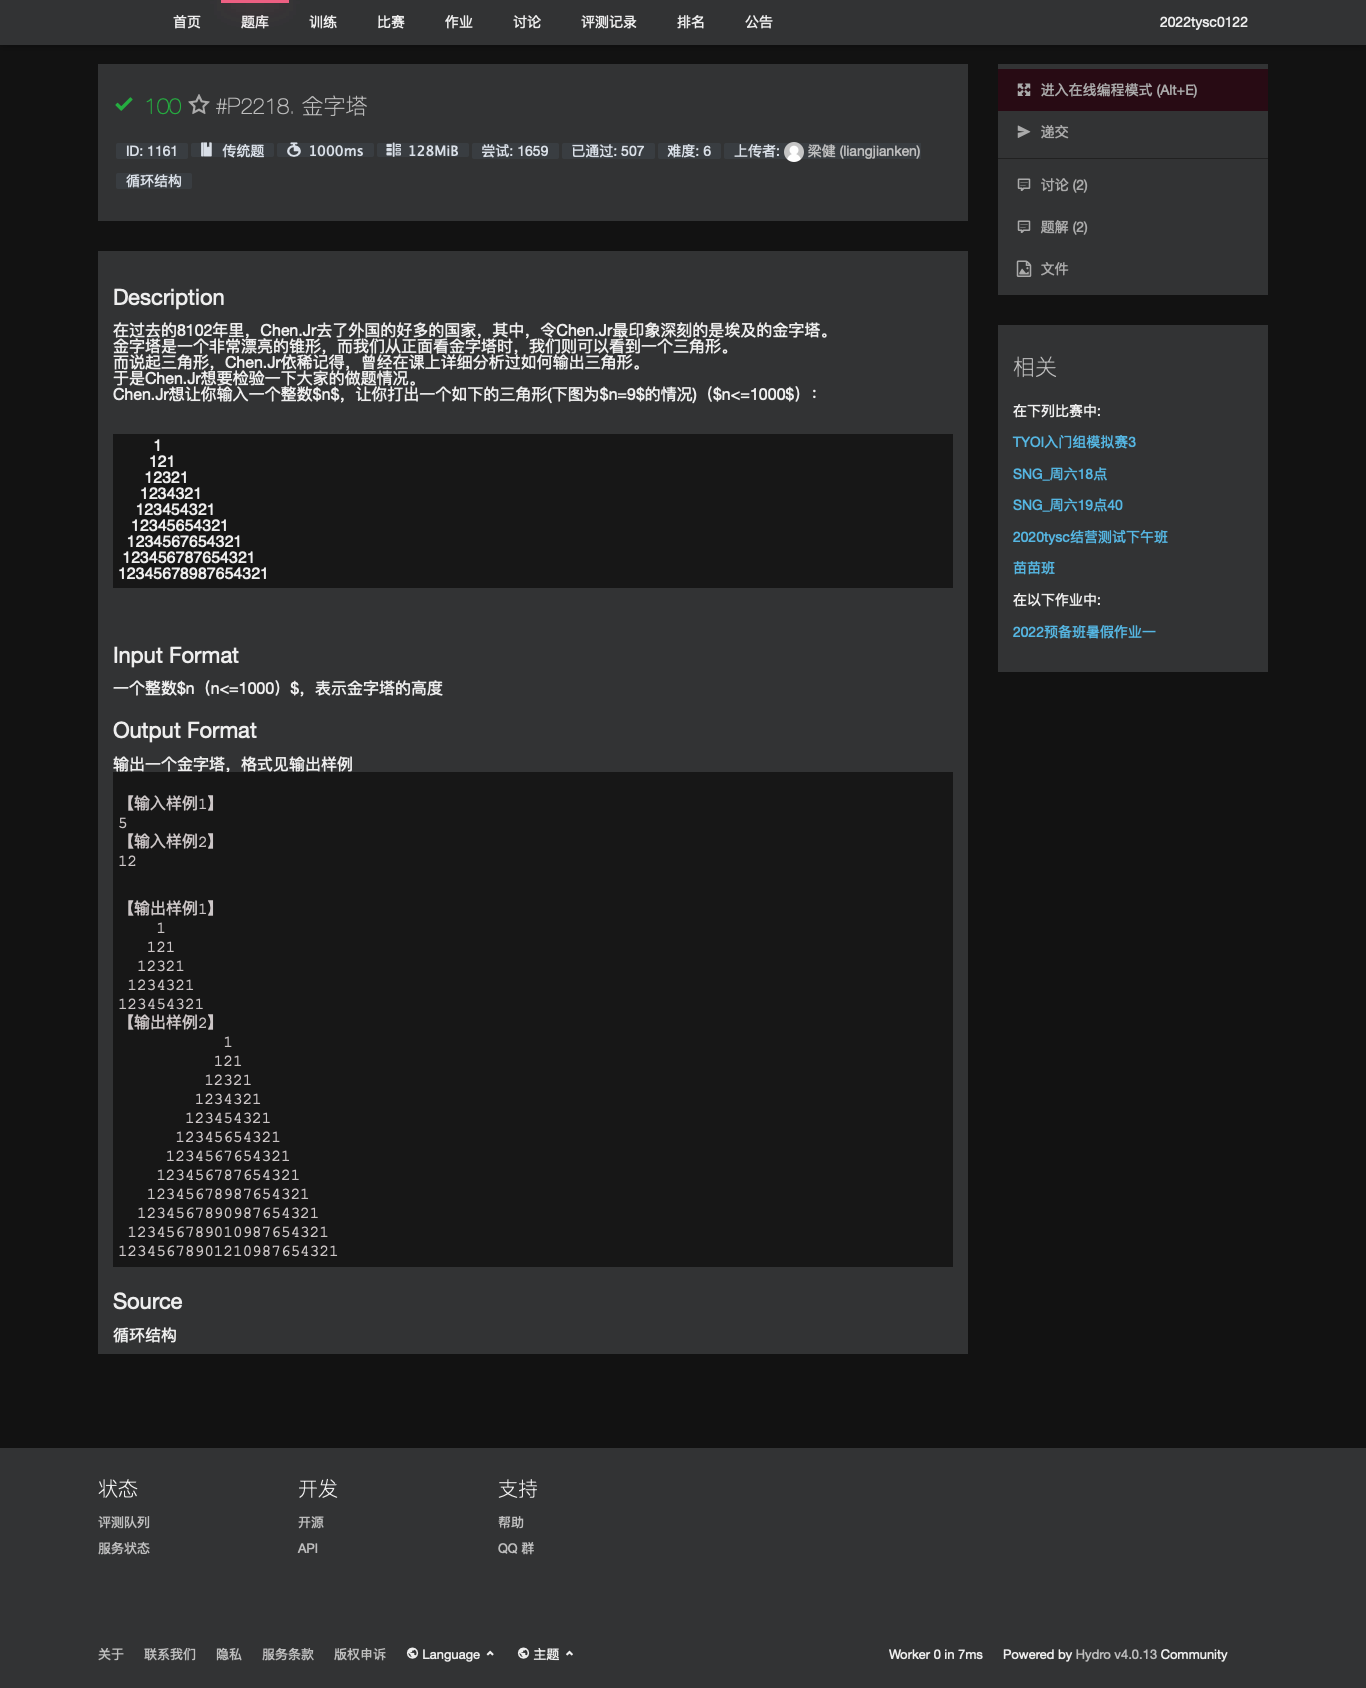 首页 题库 训练 比赛 作业 讨论 评测记录 排名 公告 2022tysc0122
100 #P2218. 金字塔
ID: 1161 传统题 1000ms 128MiB 尝试: 1659 已通过: 507 难度: 6 上传者: 梁健 (liangjianken)
循环结构
Description
在过去的8102年里，Chen.Jr去了外国的好多的国家，其中，令Chen.Jr最印象深刻的是埃及的金字塔。
金字塔是一个非常漂亮的锥形，而我们从正面看金字塔时，我们则可以看到一个三角形。
而说起三角形，Chen.Jr依稀记得，曾经在课上详细分析过如何输出三角形。
于是Chen.Jr想要检验一下大家的做题情况。
Chen.Jr想让你输入一个整数$n$，让你打出一个如下的三角形(下图为$n=9$的情况)（$n<=1000$）：
1
121
12321
1234321
123454321
12345654321
1234567654321
123456787654321
12345678987654321
Input Format
一个整数$n（n<=1000）$，表示金字塔的高度
Output Format
输出一个金字塔，格式见输出样例
【输入样例1】
5
【输入样例2】
12
【输出样例1】
1
121
12321
1234321
123454321
【输出样例2】
1
121
12321
1234321
123454321
12345654321
1234567654321
123456787654321
12345678987654321
1234567890987654321
123456789010987654321
12345678901210987654321
Source
循环结构
进入在线编程模式 (Alt+E)
递交
讨论 (2)
题解 (2)
文件
相关
在下列比赛中:
TYOI入门组模拟赛3
SNG_周六18点
SNG_周六19点40
2020tysc结营测试下午班
苗苗班
在以下作业中:
2022预备班暑假作业一
状态 开发 支持
评测队列 开源 帮助
服务状态 API QQ 群
关于 联系我们 隐私 服务条款 版权申诉 Language 主题 Worker 0 in 7ms Powered by Hydro v4.0.13 Community